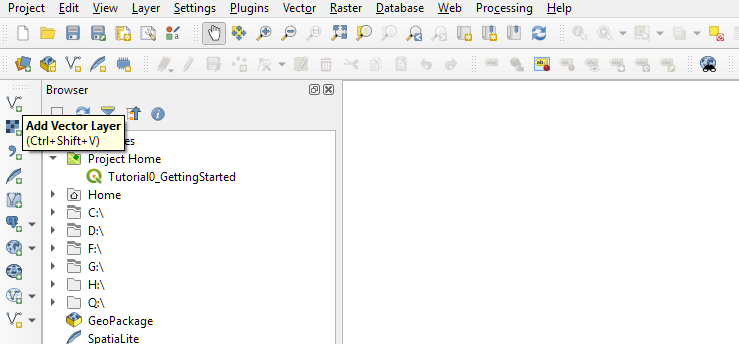 Project Edit View Layer Settings Plugins Vector Raster Database Web Processing Help
Browser
Add Vector Layer
(Ctrl+Shift+V)
es
Project Home
Tutorial0_GettingStarted
Home
C:\
D:\
F:\
G:\
H:\
Q:\
GeoPackage
SpatiaLite